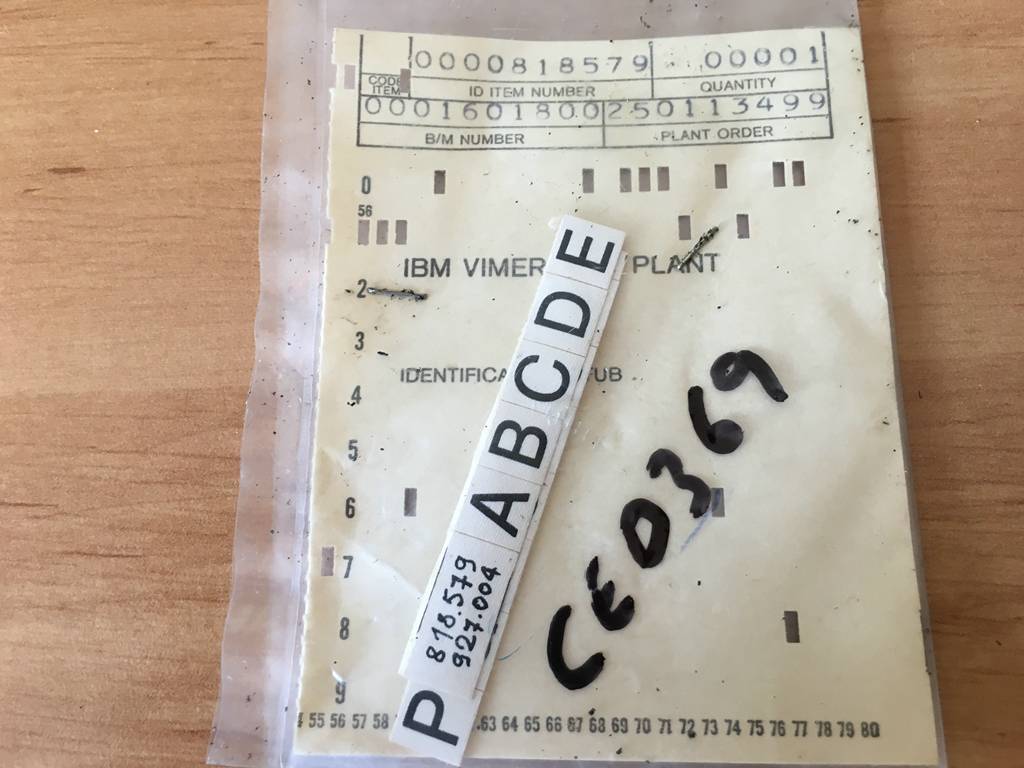 0000818579 00001
CODE
ITEM
ID ITEM NUMBER QUANTITY
0001601800 250113499
B/M NUMBER PLANT ORDER
0
56
IBM VIMER PLANT
2
3
IDENTIFICA TUB
4
5
6
7
8
9
55 56 57 58 63 64 65 66 67 68 69 70 71 72 73 74 75 76 77 78 79 80
P ABCDE
818.579
927.004
CE0369